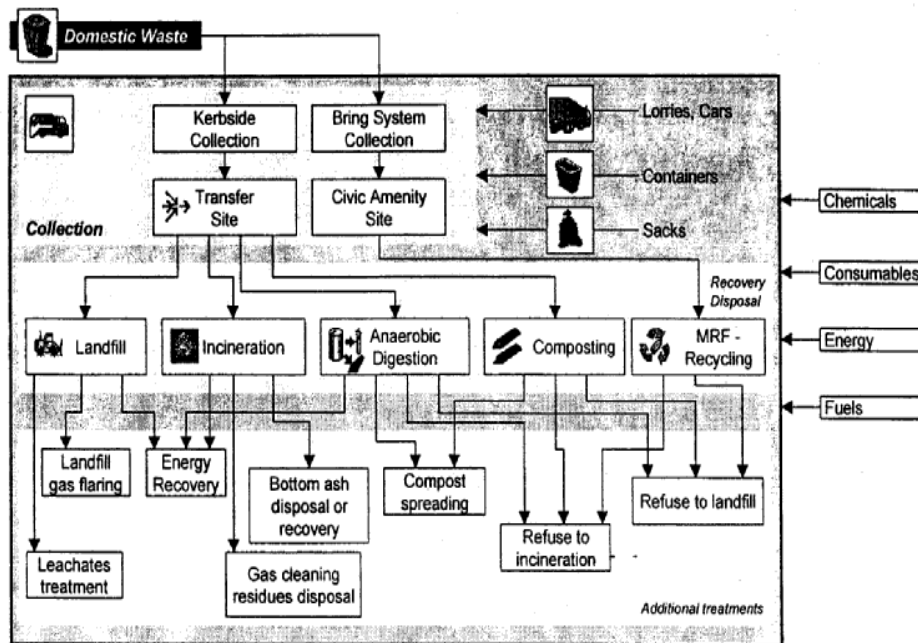 Domestic Waste
Kerbside
Collection
Bring System
Collection
Lorries, Cars
Transfer
Site
Civic Amenity
Site
Containers
Collection
Sacks
Chemicals
Consumables
Recovery
Disposal
Landfill
Incineration
Anaerobic
Digestion
Composting
MRF -
Recycling
Energy
Fuels
Landfill
gas flaring
Energy
Recovery
Bottom ash
disposal or
recovery
Compost
spreading
Refuse to
incineration
Refuse to landfill
Leachates
treatment
Gas cleaning
residues disposal
Additional treatments